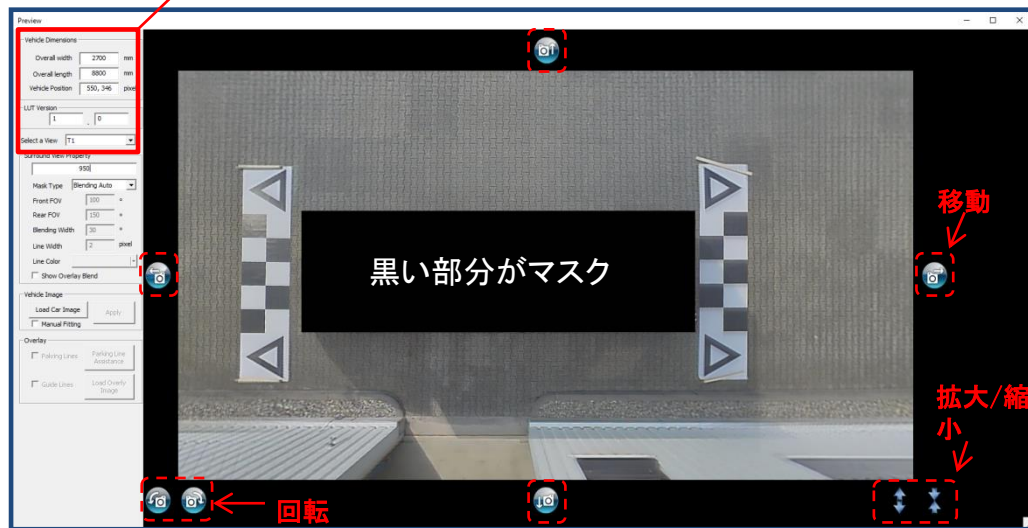 Preview
Vehicle Dimensions
Overall width 2700 mm
Overall length 8800 mm
Vehicle Position 550, 346 pixel
LUT Version
1 . 0
Select a View T1
Surround View Property
950
Mask Type Blending Auto
Front FOV 100 °
Rear FOV 150 °
Blending Width 30 °
Line Width 2 pixel
Line Color
Show Overlay Blend
Vehicle Image
Load Car Image Apply
Manual Fitting
Overlay
Parking Line
Assistance
Guide Lines Load Overly
Image
黒い部分がマスク
移動
拡大/縮
小
回転